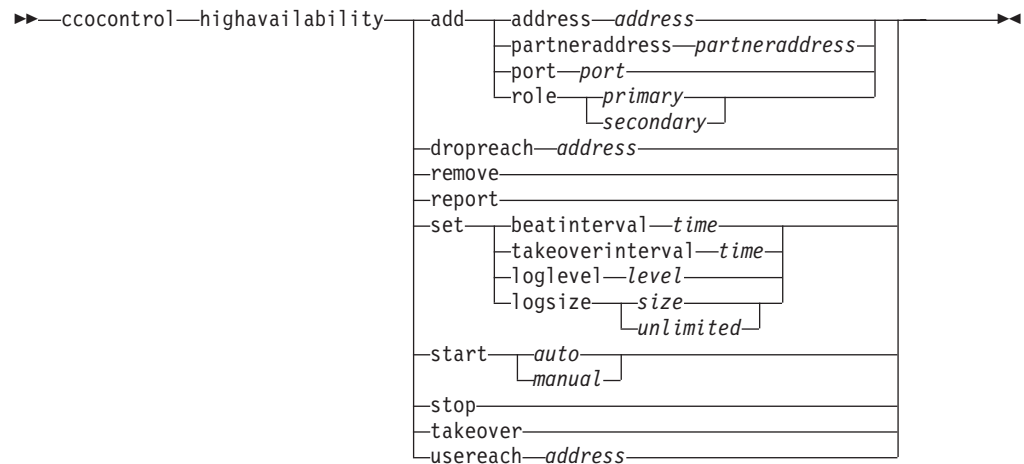 ccocontrol highavailability add address address
partneraddress partneraddress
port port
role primary
secondary
dropreach address
remove
report
set beatinterval time
takeoverinterval time
loglevel level
logsize size
unlimited
start auto
manual
stop
takeover
usereach address